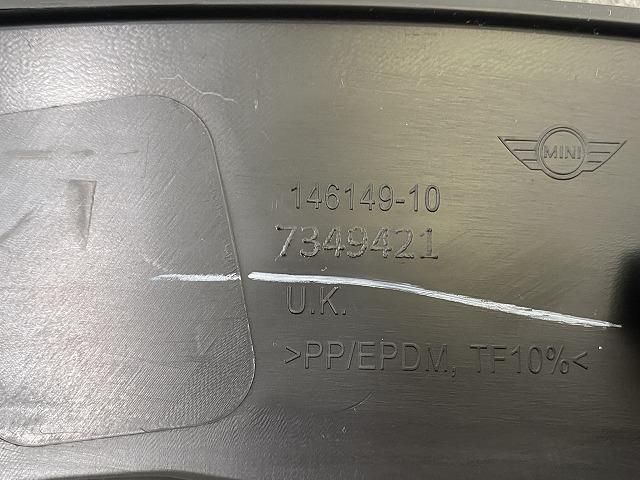 MINI
146149-10
7349421
U.K.
>PP/EPDM, TF10%<